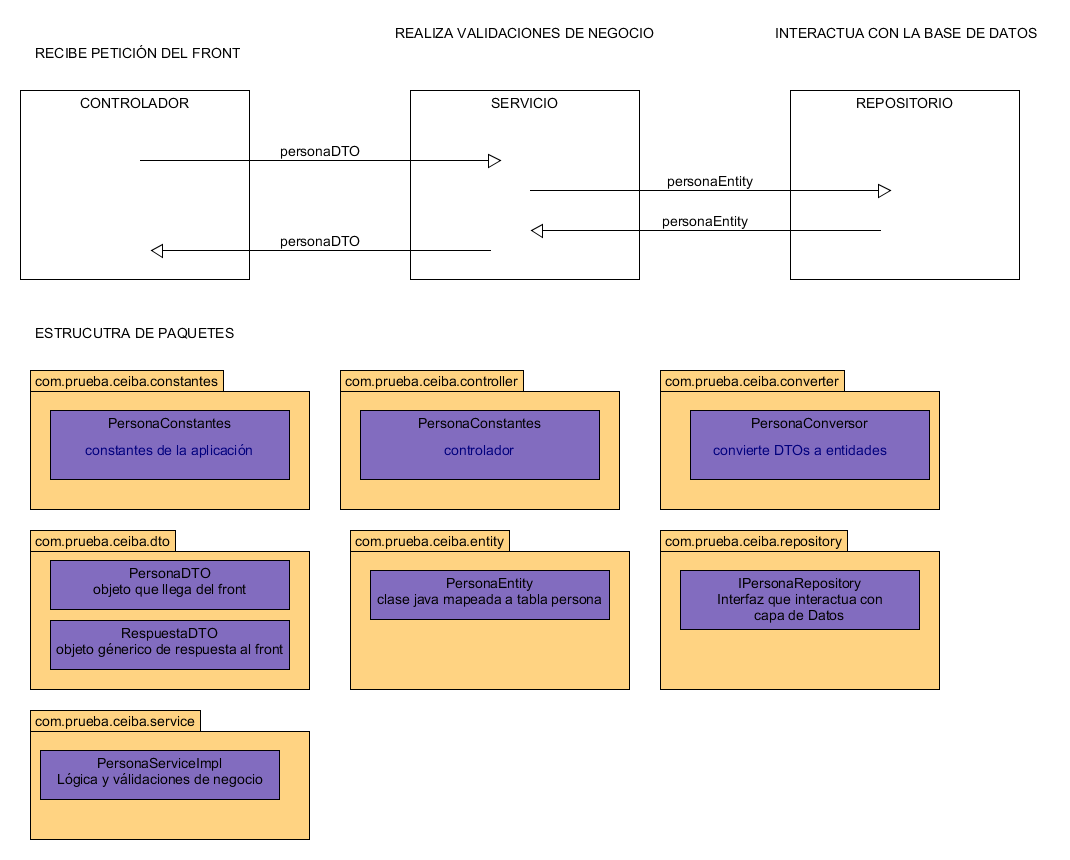 REALIZA VALIDACIONES DE NEGOCIO
INTERACTUA CON LA BASE DE DATOS
RECIBE PETICIÓN DEL FRONT
CONTROLADOR
SERVICIO
REPOSITORIO
personaDTO
personaEntity
personaEntity
personaDTO
ESTRUCUTRA DE PAQUETES
com.prueba.ceiba.constantes
PersonaConstantes
constantes de la aplicación
com.prueba.ceiba.controller
PersonaConstantes
controlador
com.prueba.ceiba.converter
PersonaConversor
convierte DTOs a entidades
com.prueba.ceiba.dto
PersonaDTO
objeto que llega del front
RespuestaDTO
objeto génerico de respuesta al front
com.prueba.ceiba.entity
PersonaEntity
clase java mapeada a tabla persona
com.prueba.ceiba.repository
IPersonaRepository
Interfaz que interactua con
capa de Datos
com.prueba.ceiba.service
PersonaServiceImpl
Lógica y válidaciones de negocio